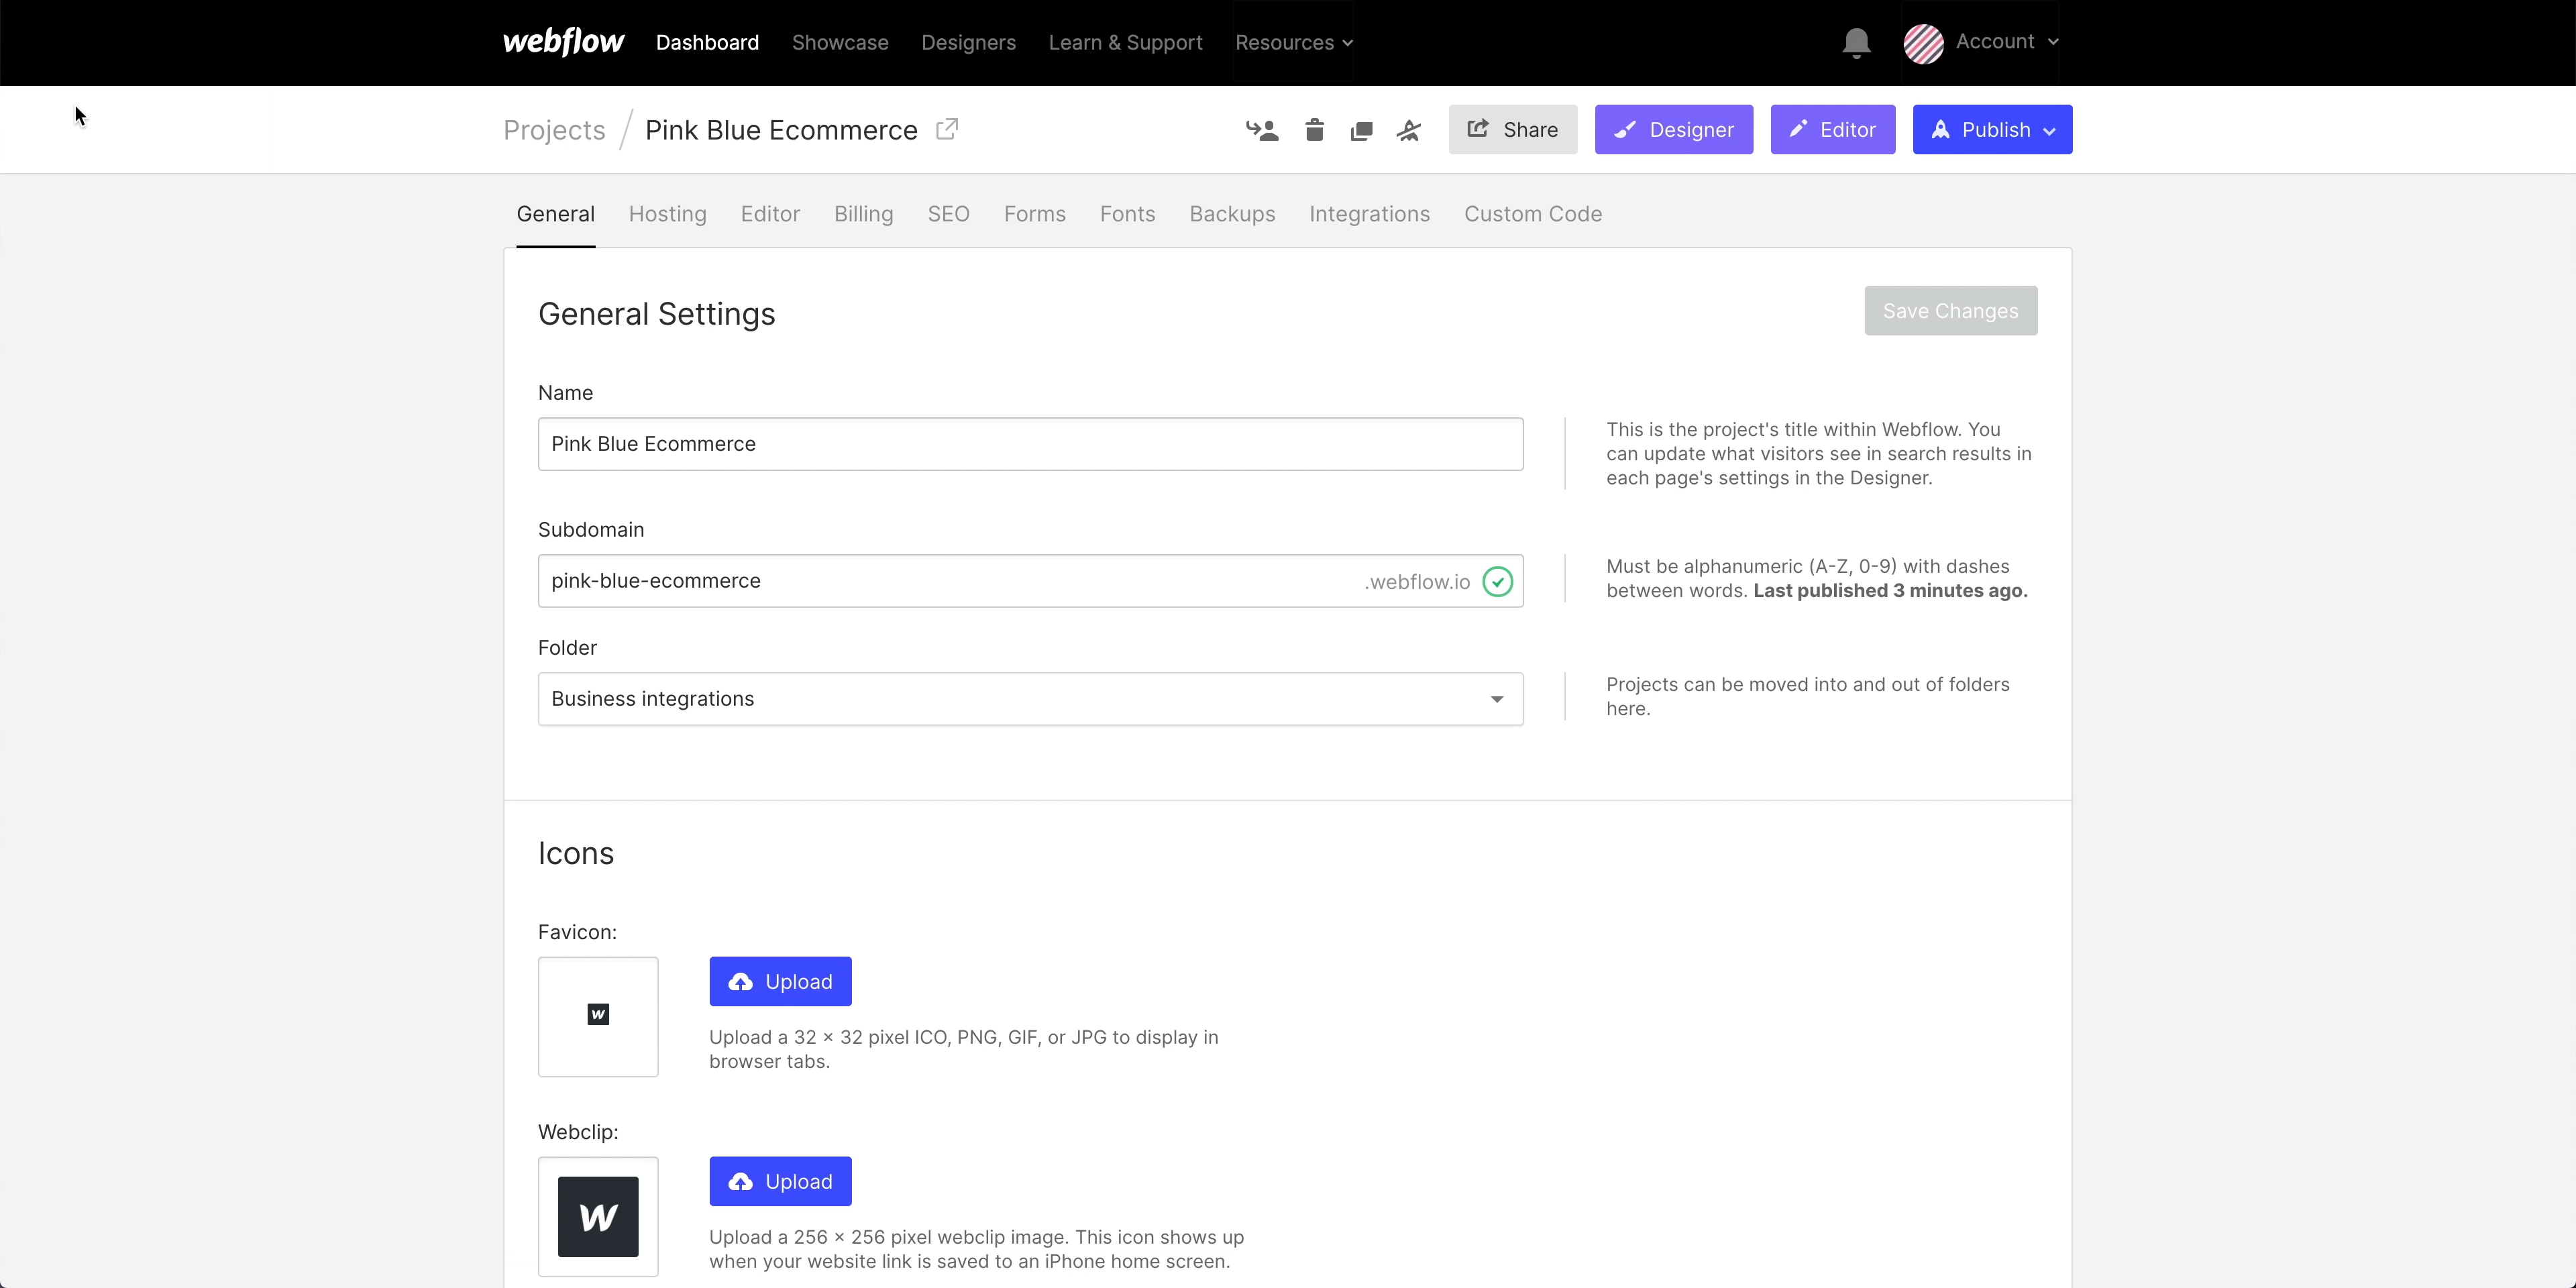 webflow Dashboard Showcase Designers Learn & Support Resources Account
Projects / Pink Blue Ecommerce Share Designer Editor Publish
General Hosting Editor Billing SEO Forms Fonts Backups Integrations Custom Code
General Settings Save Changes
Name
Pink Blue Ecommerce
This is the project's title within Webflow. You
can update what visitors see in search results in
each page's settings in the Designer.
Subdomain
pink-blue-ecommerce .webflow.io
Must be alphanumeric (A-Z, 0-9) with dashes
between words. Last published 3 minutes ago.
Folder
Business integrations
Projects can be moved into and out of folders
here.
Icons
Favicon:
W
Upload
Upload a 32 × 32 pixel ICO, PNG, GIF, or JPG to display in
browser tabs.
Webclip:
W
Upload
Upload a 256 × 256 pixel webclip image. This icon shows up
when your website link is saved to an iPhone home screen.